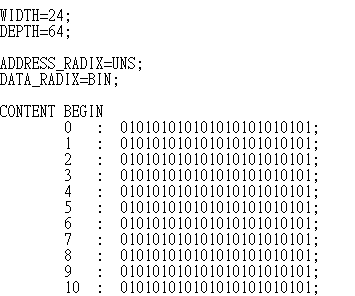 WIDTH=24;
DEPTH=64;

ADDRESS_RADIX=UNS;
DATA_RADIX=BIN;

CONTENT BEGIN
0 : 010101010101010101010101;
1 : 010101010101010101010101;
2 : 010101010101010101010101;
3 : 010101010101010101010101;
4 : 010101010101010101010101;
5 : 010101010101010101010101;
6 : 010101010101010101010101;
7 : 010101010101010101010101;
8 : 010101010101010101010101;
9 : 010101010101010101010101;
10 : 010101010101010101010101;